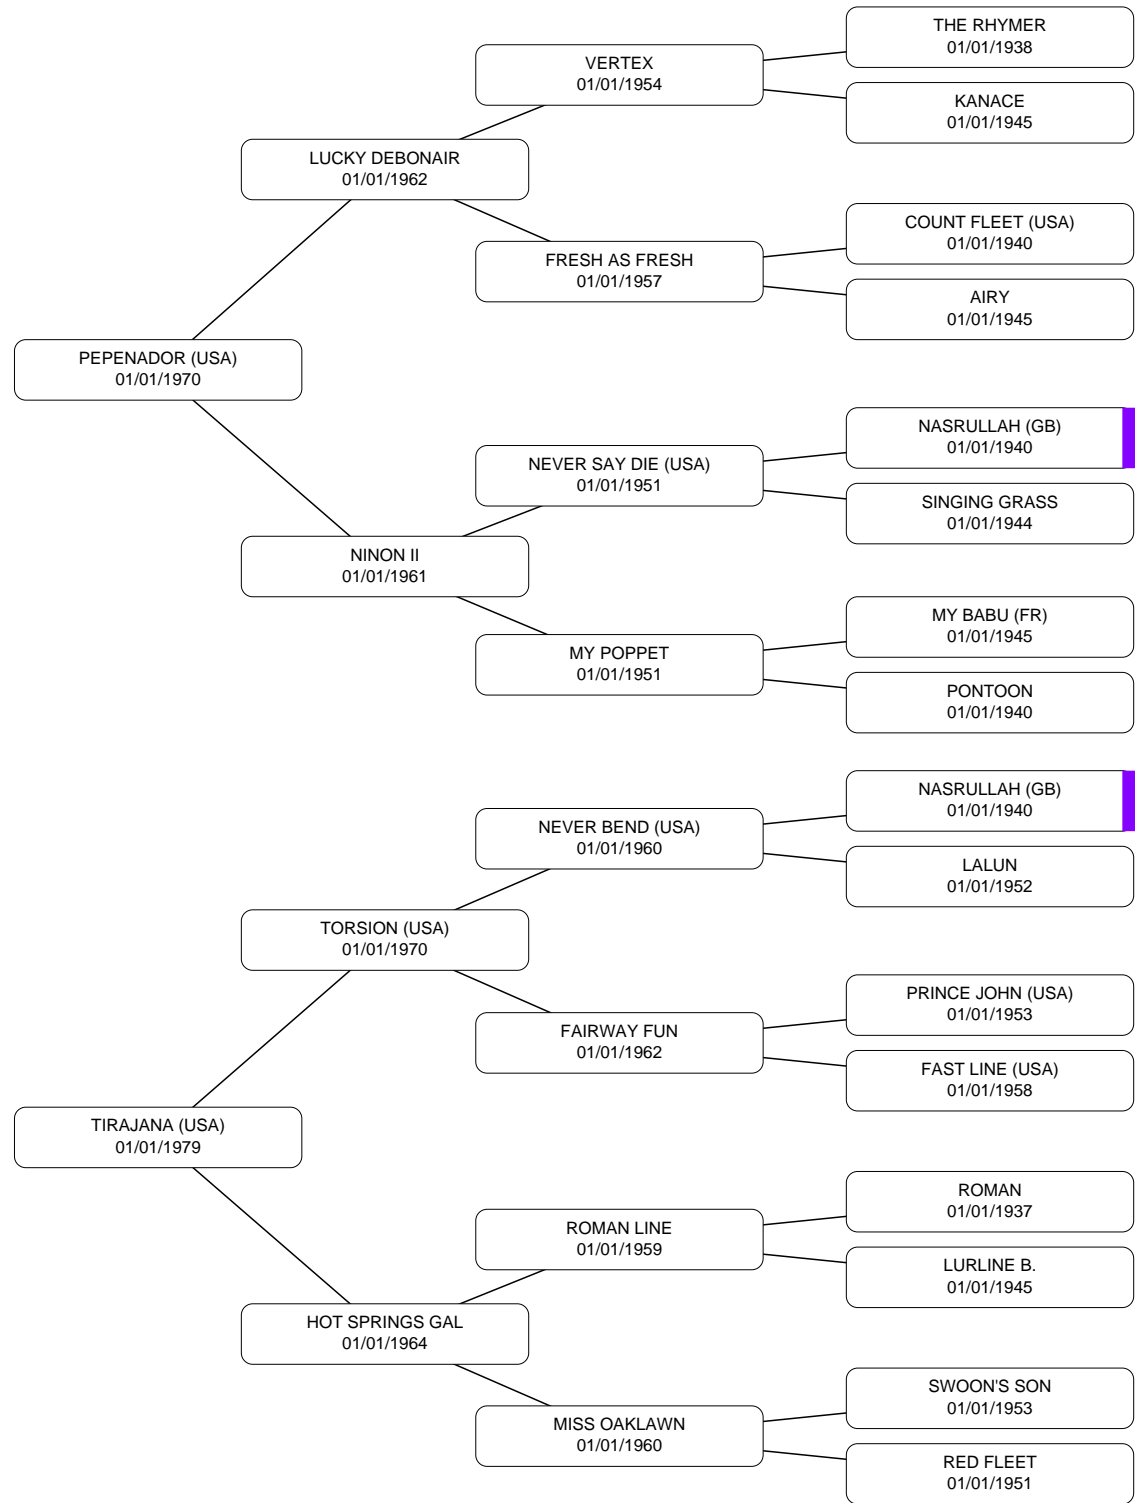 THE RHYMER
01/01/1938
VERTEX
01/01/1954
KANACE
01/01/1945
LUCKY DEBONAIR
01/01/1962
COUNT FLEET (USA)
01/01/1940
FRESH AS FRESH
01/01/1957
AIRY
01/01/1945
PEPENADOR (USA)
01/01/1970
NASRULLAH (GB)
01/01/1940
NEVER SAY DIE (USA)
01/01/1951
SINGING GRASS
01/01/1944
NINON II
01/01/1961
MY BABU (FR)
01/01/1945
MY POPPET
01/01/1951
PONTOON
01/01/1940
NASRULLAH (GB)
01/01/1940
NEVER BEND (USA)
01/01/1960
LALUN
01/01/1952
TORSION (USA)
01/01/1970
PRINCE JOHN (USA)
01/01/1953
FAIRWAY FUN
01/01/1962
FAST LINE (USA)
01/01/1958
TIRAJANA (USA)
01/01/1979
ROMAN
01/01/1937
ROMAN LINE
01/01/1959
LURLINE B.
01/01/1945
HOT SPRINGS GAL
01/01/1964
SWOON'S SON
01/01/1953
MISS OAKLAWN
01/01/1960
RED FLEET
01/01/1951